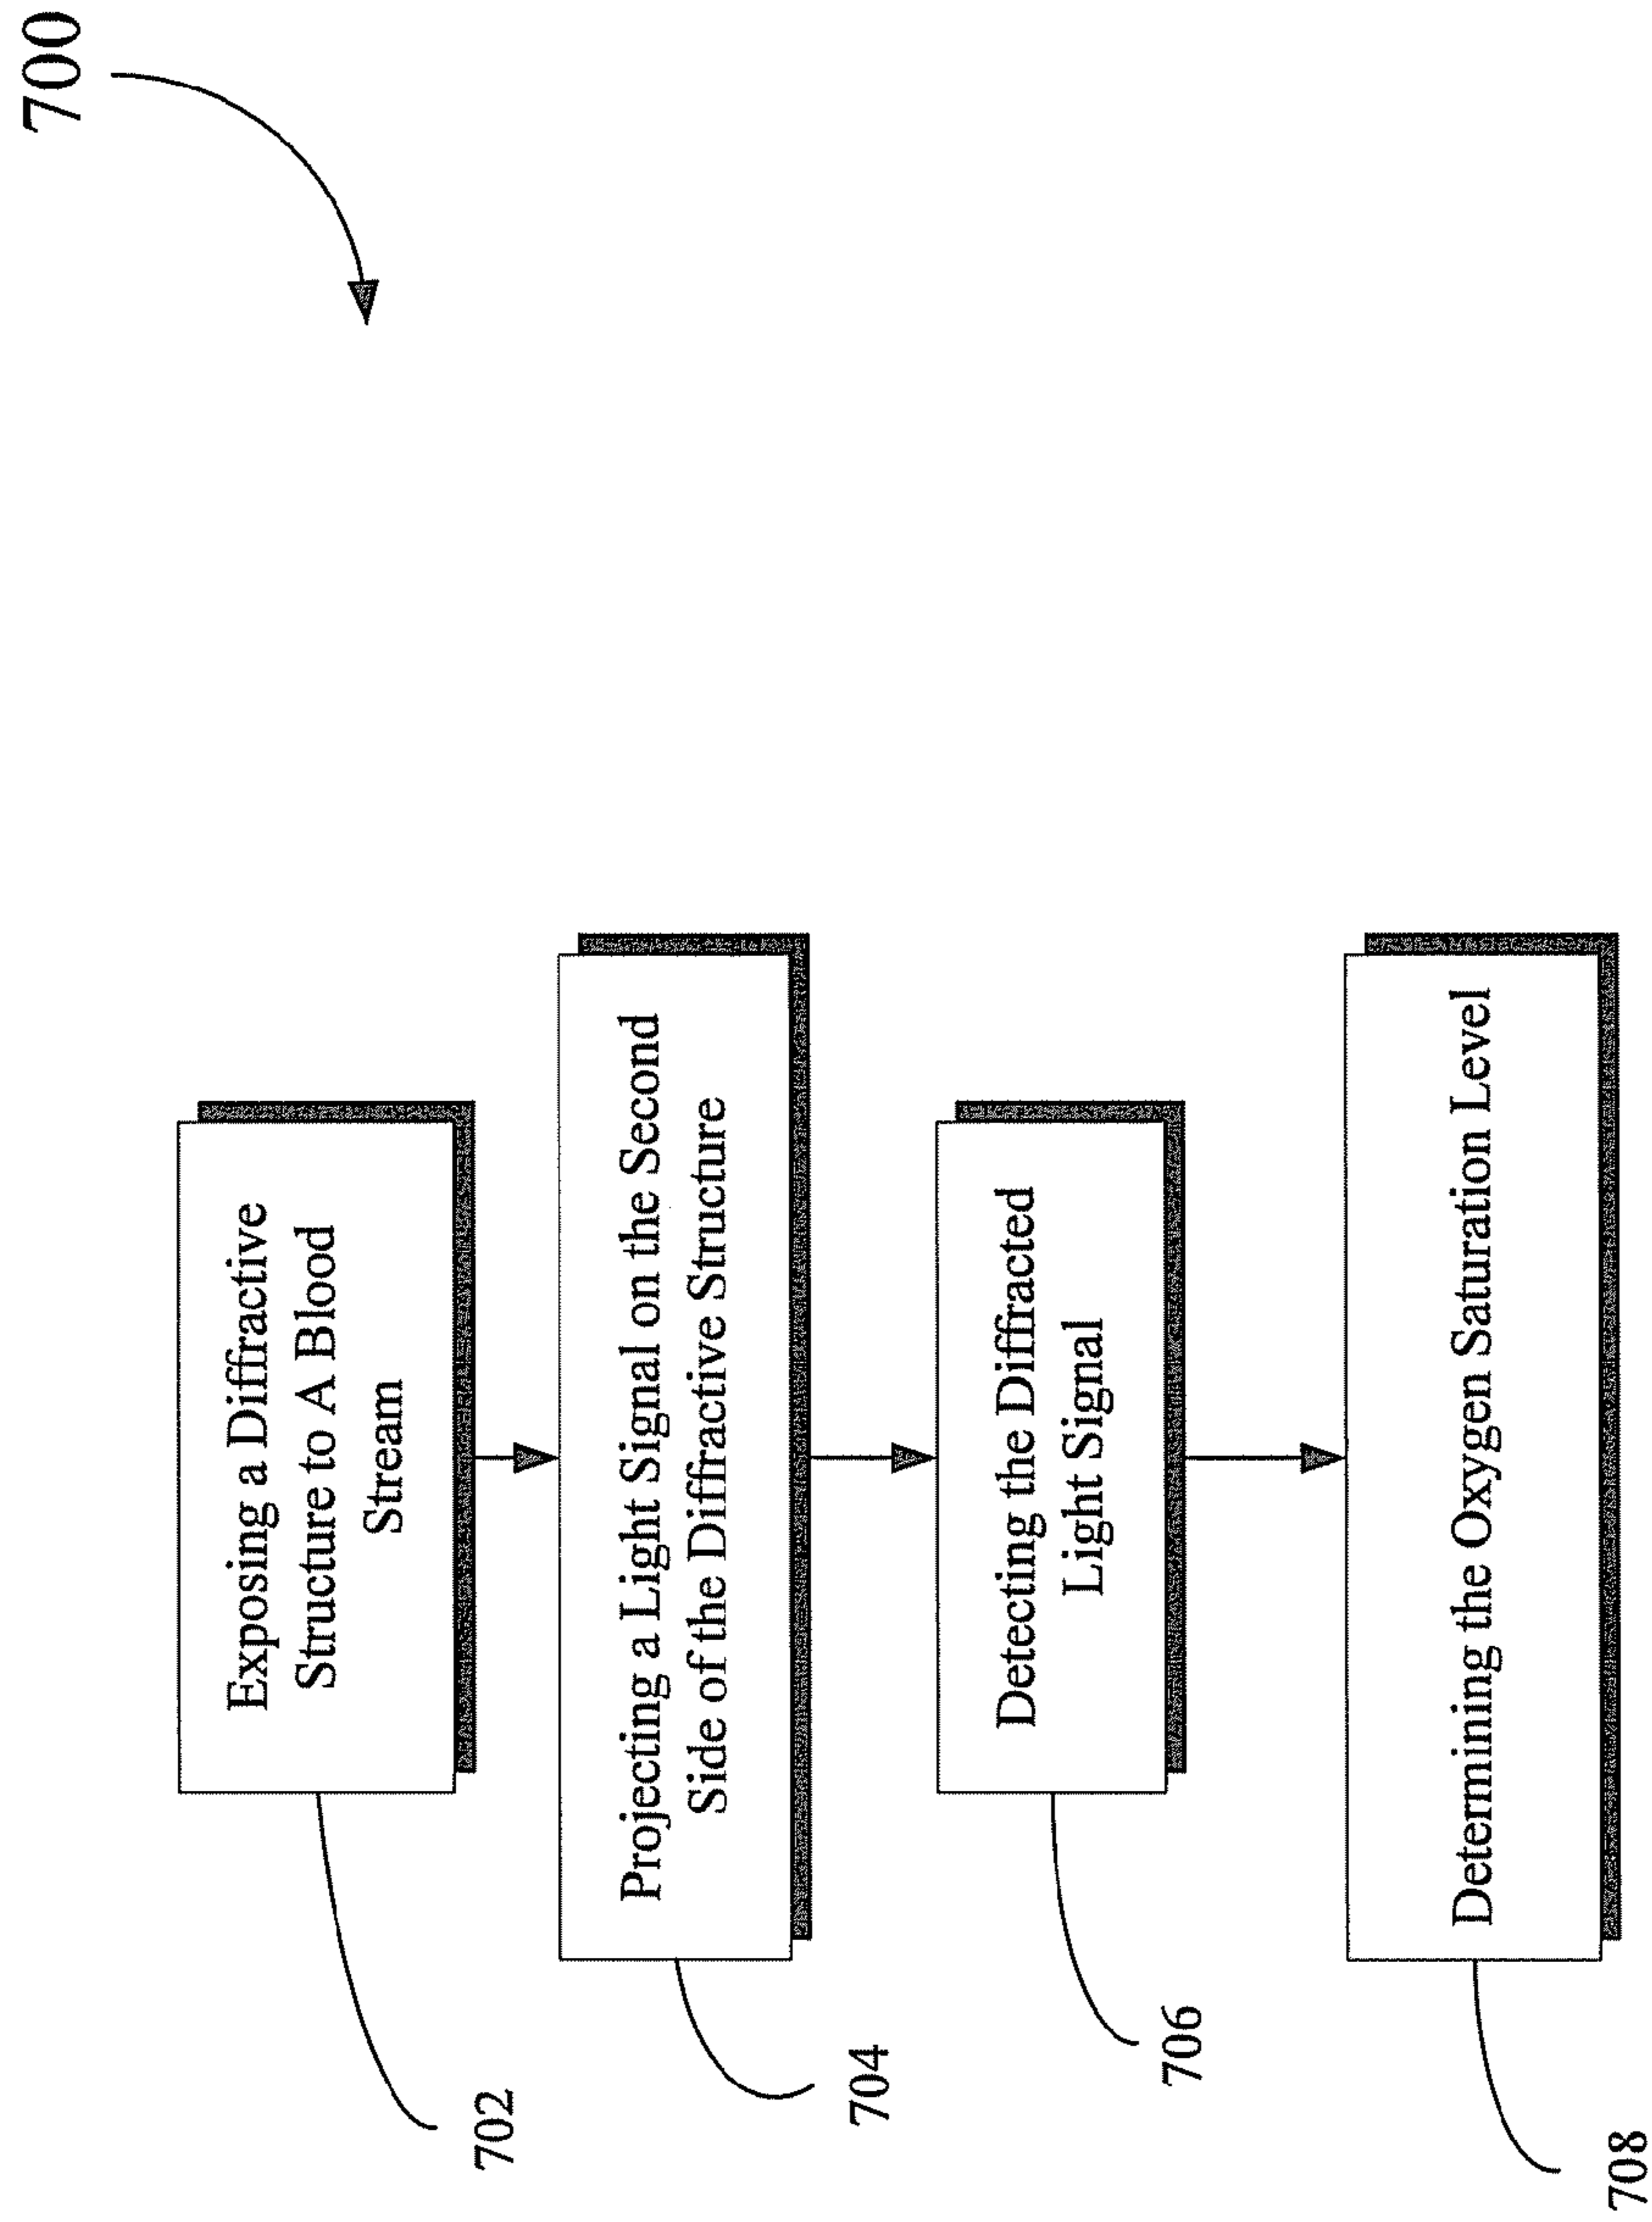 700
Exposing a Diffractive
Structure to A Blood
Stream
702
Projecting a Light Signal on the Second
Side of the Diffractive Structure
704
Detecting the Diffracted
Light Signal
706
Determining the Oxygen Saturation Level
708